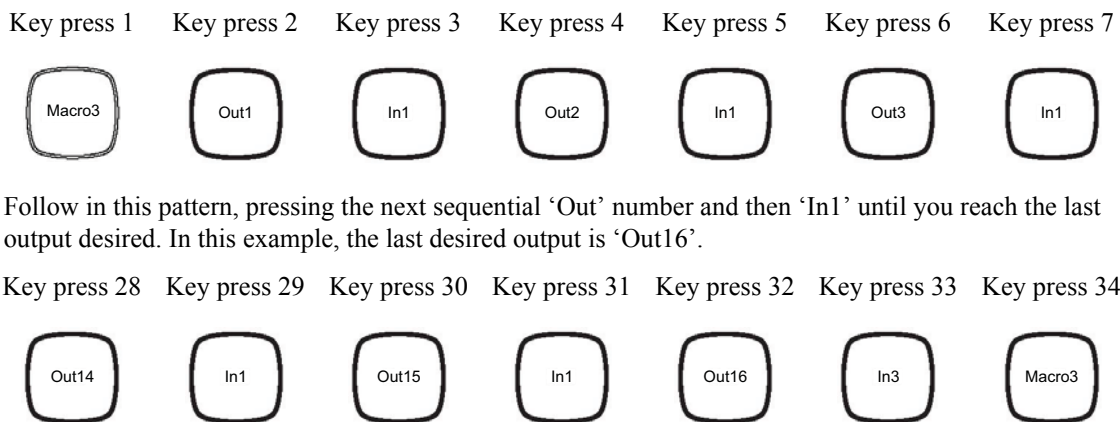 Key press 1 Key press 2 Key press 3 Key press 4 Key press 5 Key press 6 Key press 7
Macro3 Out1 In1 Out2 In1 Out3 In1
Follow in this pattern, pressing the next sequential ‘Out’ number and then ‘In1’ until you reach the last
output desired. In this example, the last desired output is ‘Out16’.
Key press 28 Key press 29 Key press 30 Key press 31 Key press 32 Key press 33 Key press 34
Out14 In1 Out15 In1 Out16 In3 Macro3